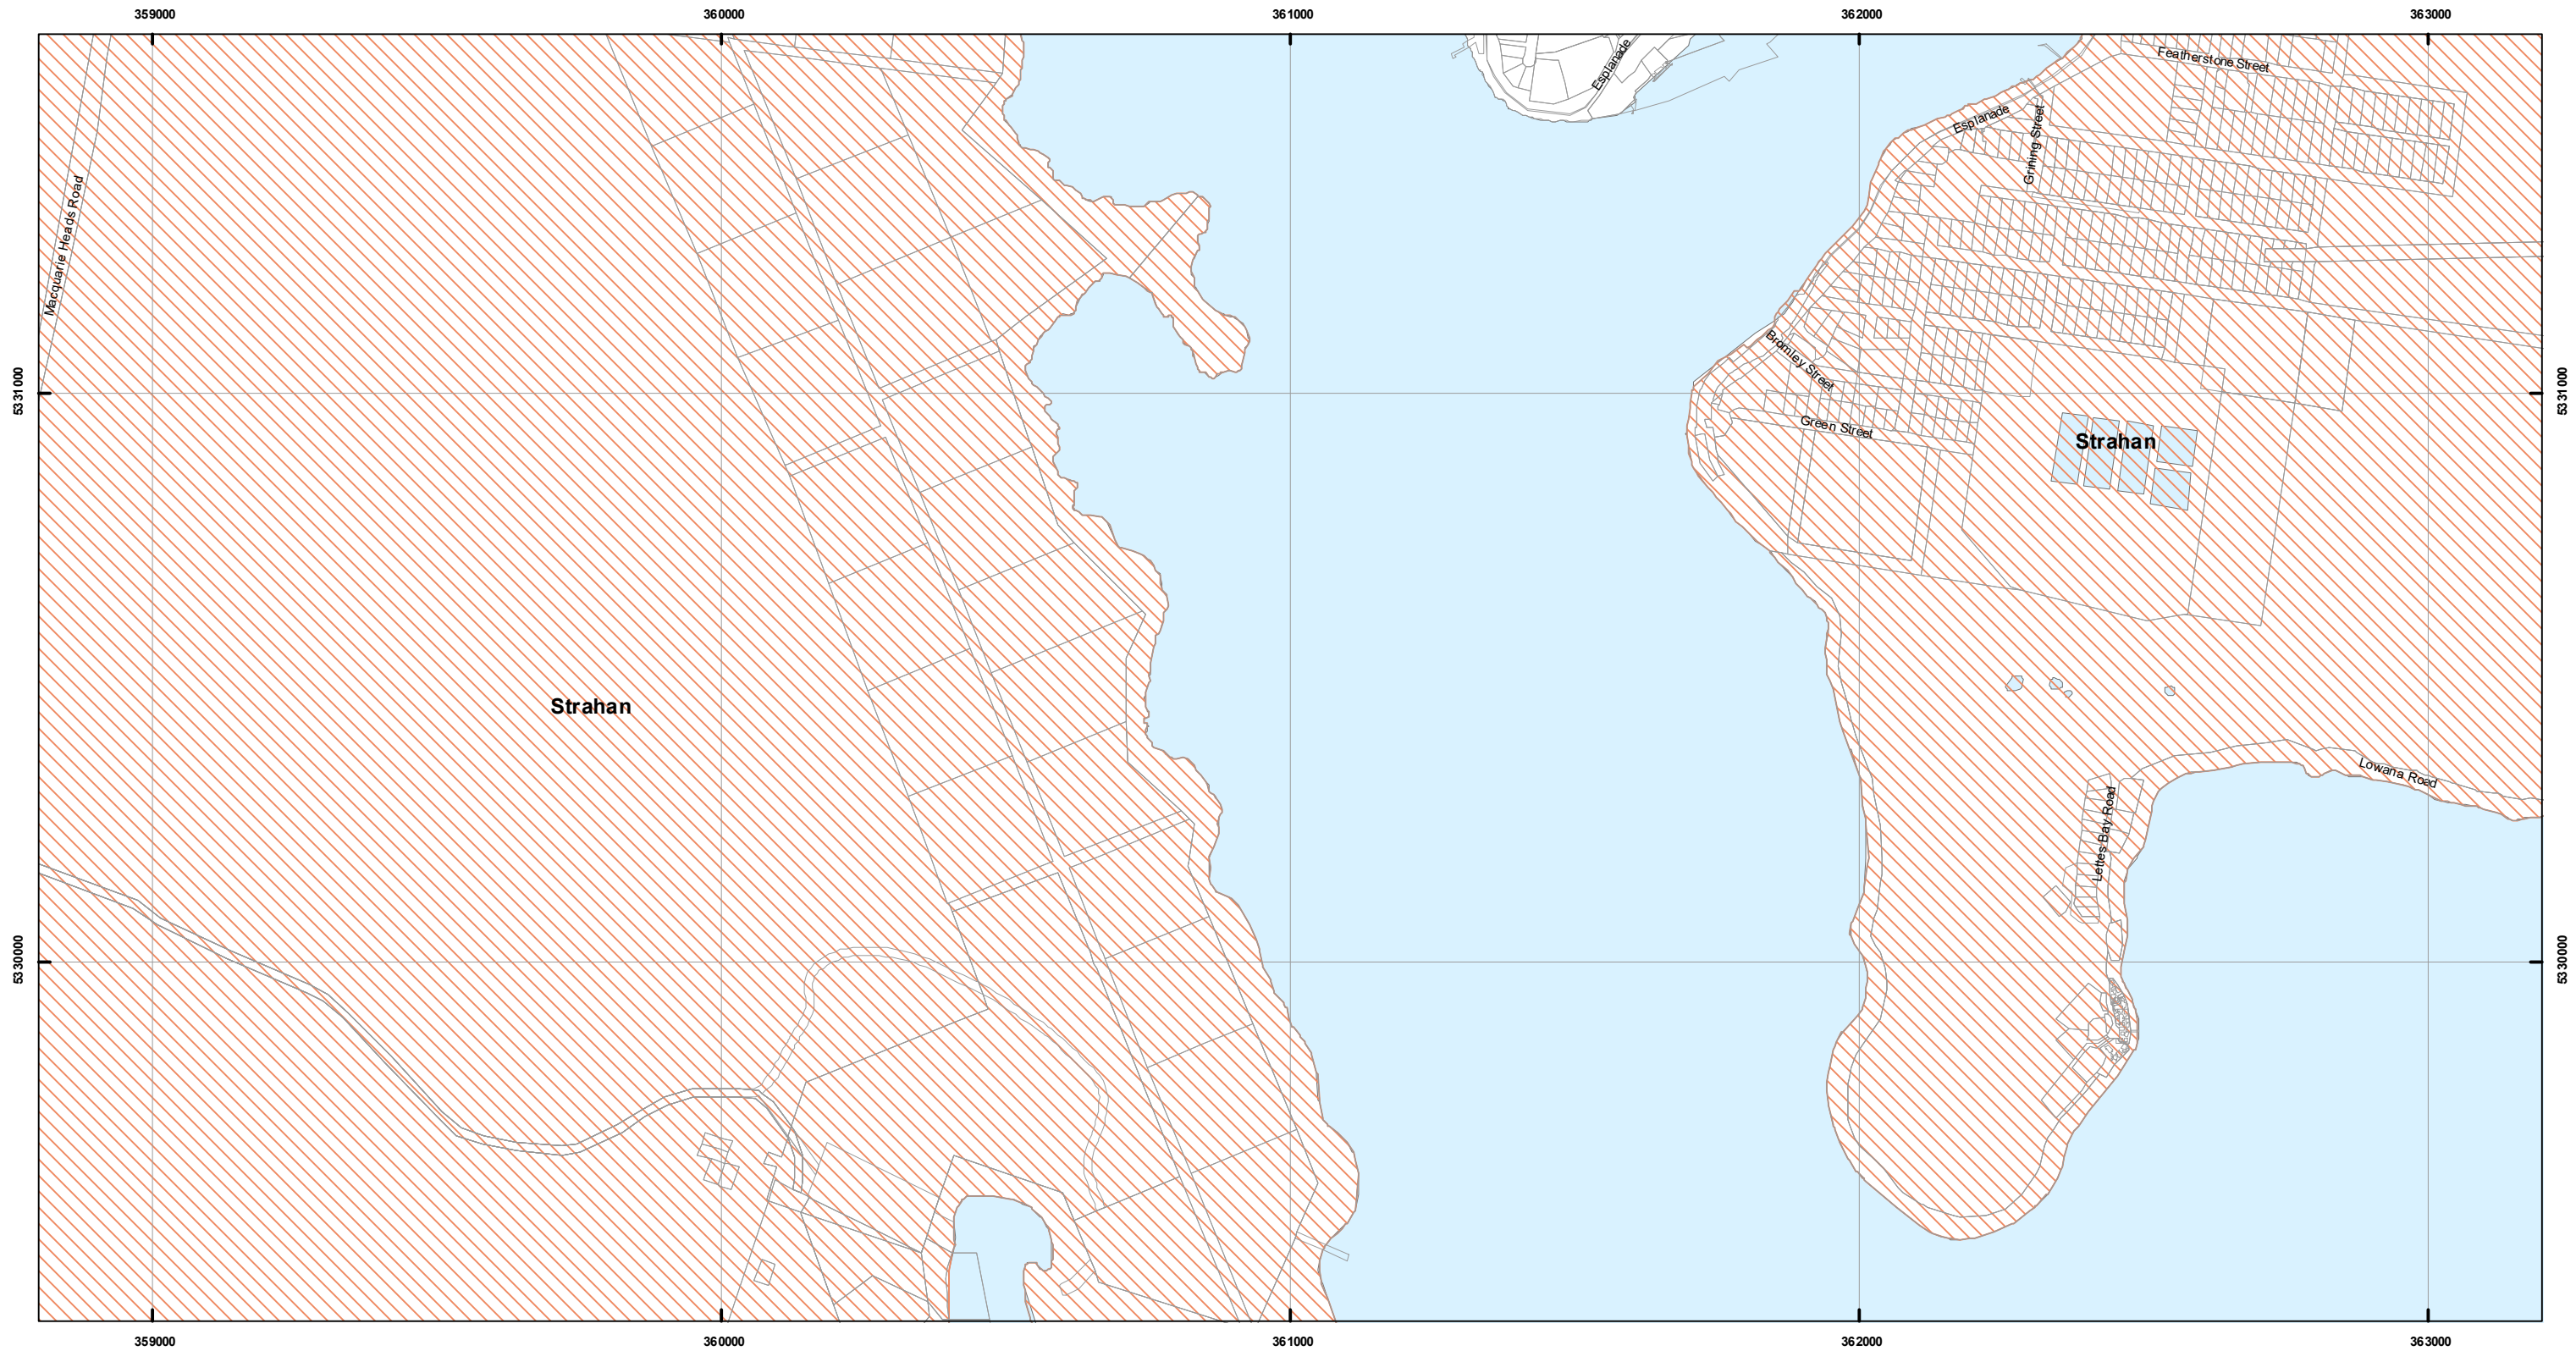 359000
360000
361000
362000
363000
Esplanade
Featherstone Street
Esplanade
Grining Street
Macquarie Heads Road
Bromley Street
5331000
5331000
Green Street
Strahan
Strahan
Lowana Road
Lettes Bay Road
5330000
5330000
359000
360000
361000
362000
363000